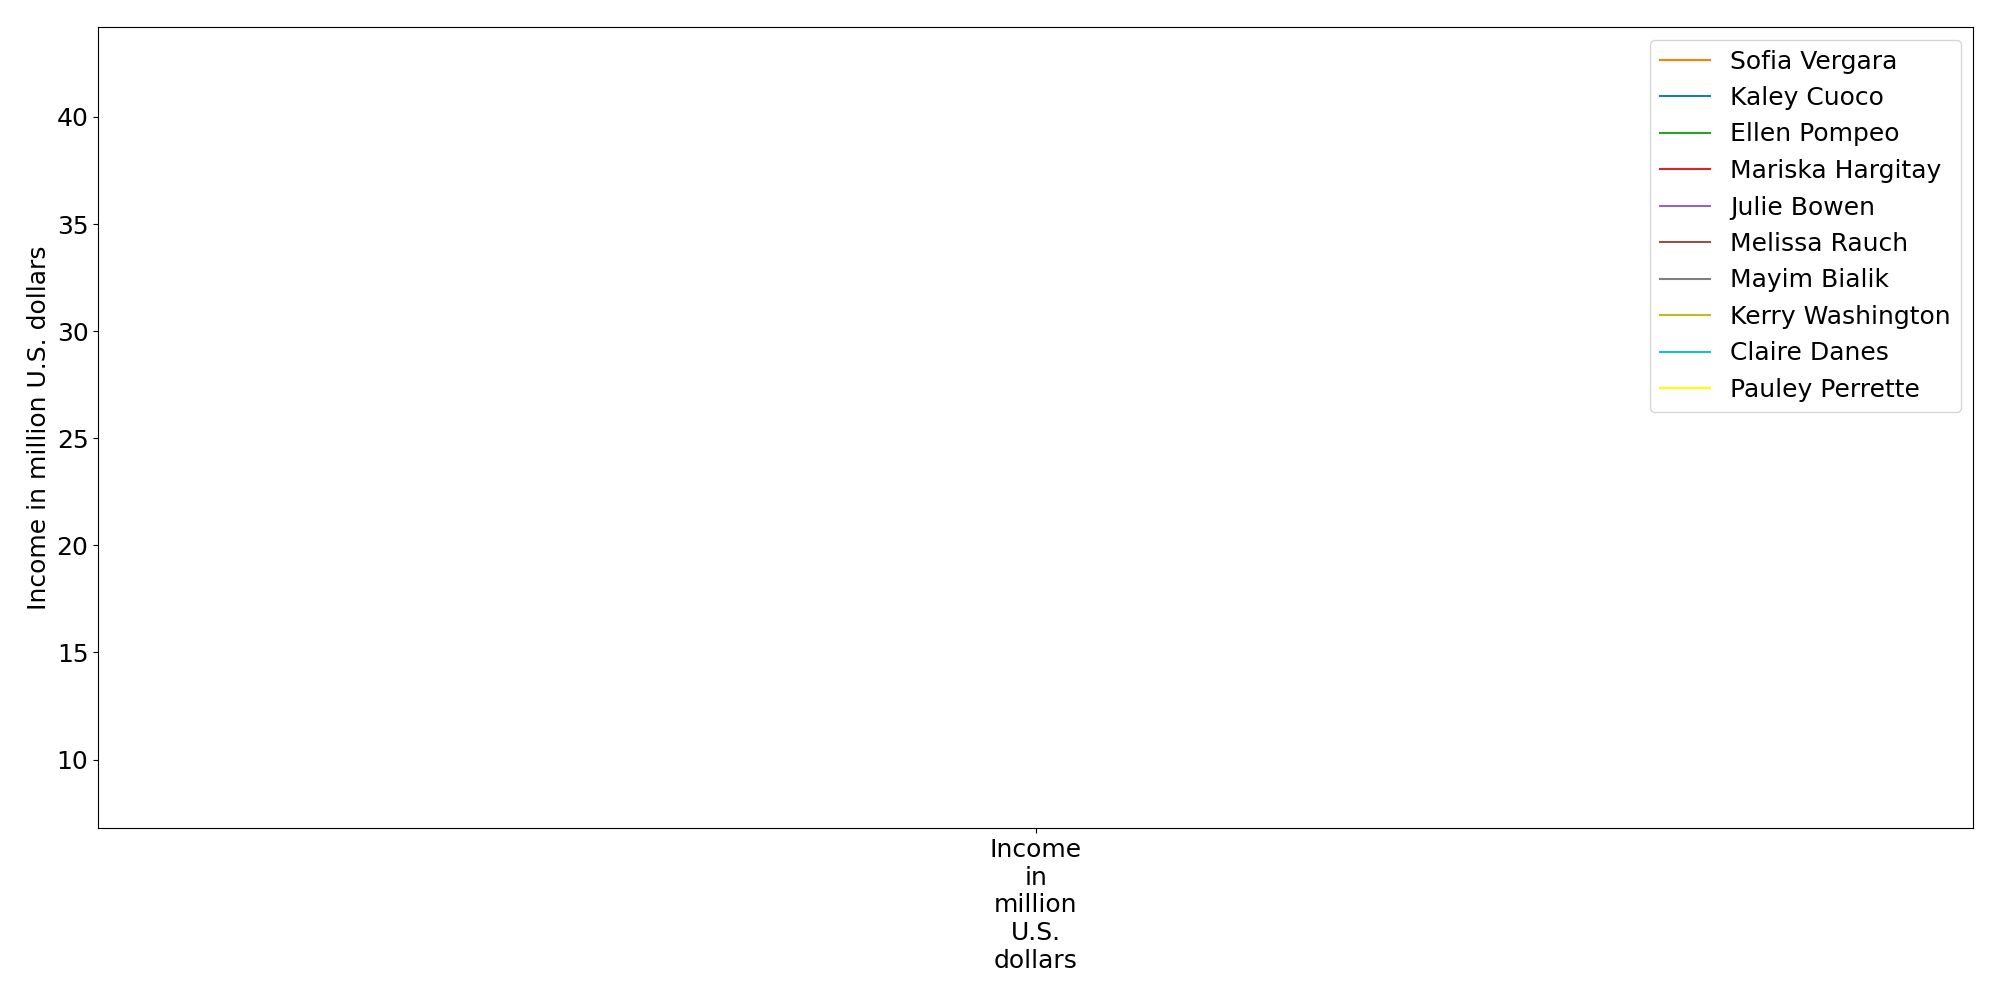 Income in million U.S. dollars
40
35
30
25
20
15
10
Income
in
million
U.S.
dollars
Sofia Vergara
Kaley Cuoco
Ellen Pompeo
Mariska Hargitay
Julie Bowen
Melissa Rauch
Mayim Bialik
Kerry Washington
Claire Danes
Pauley Perrette